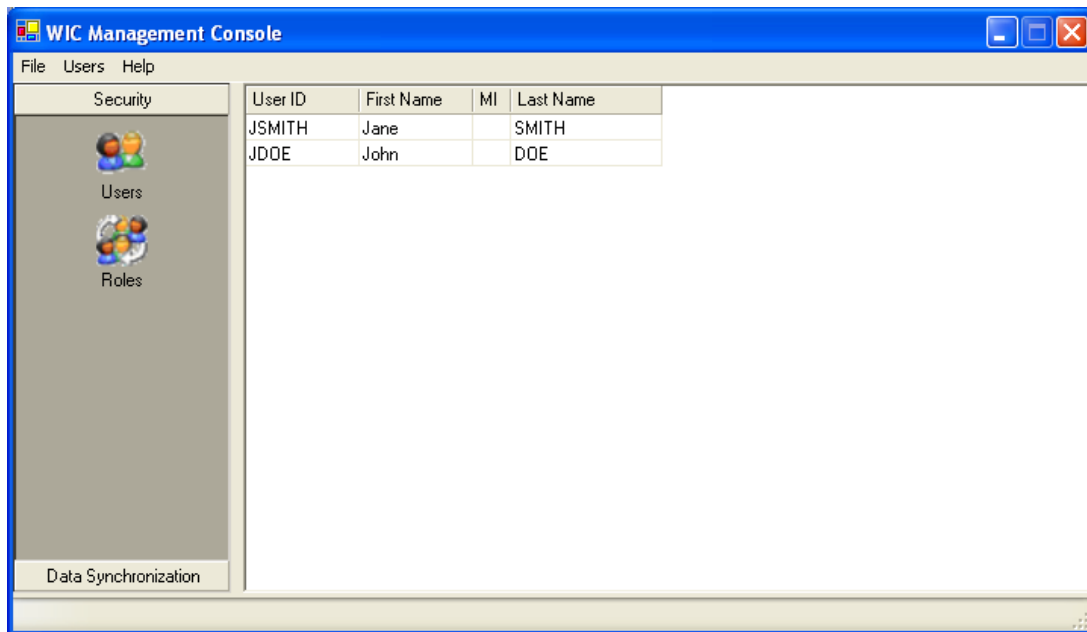 WIC Management Console
File Users Help
Security
Users
Roles
Data Synchronization
User ID First Name MI Last Name
JSMITH Jane SMITH
JDOE John DOE